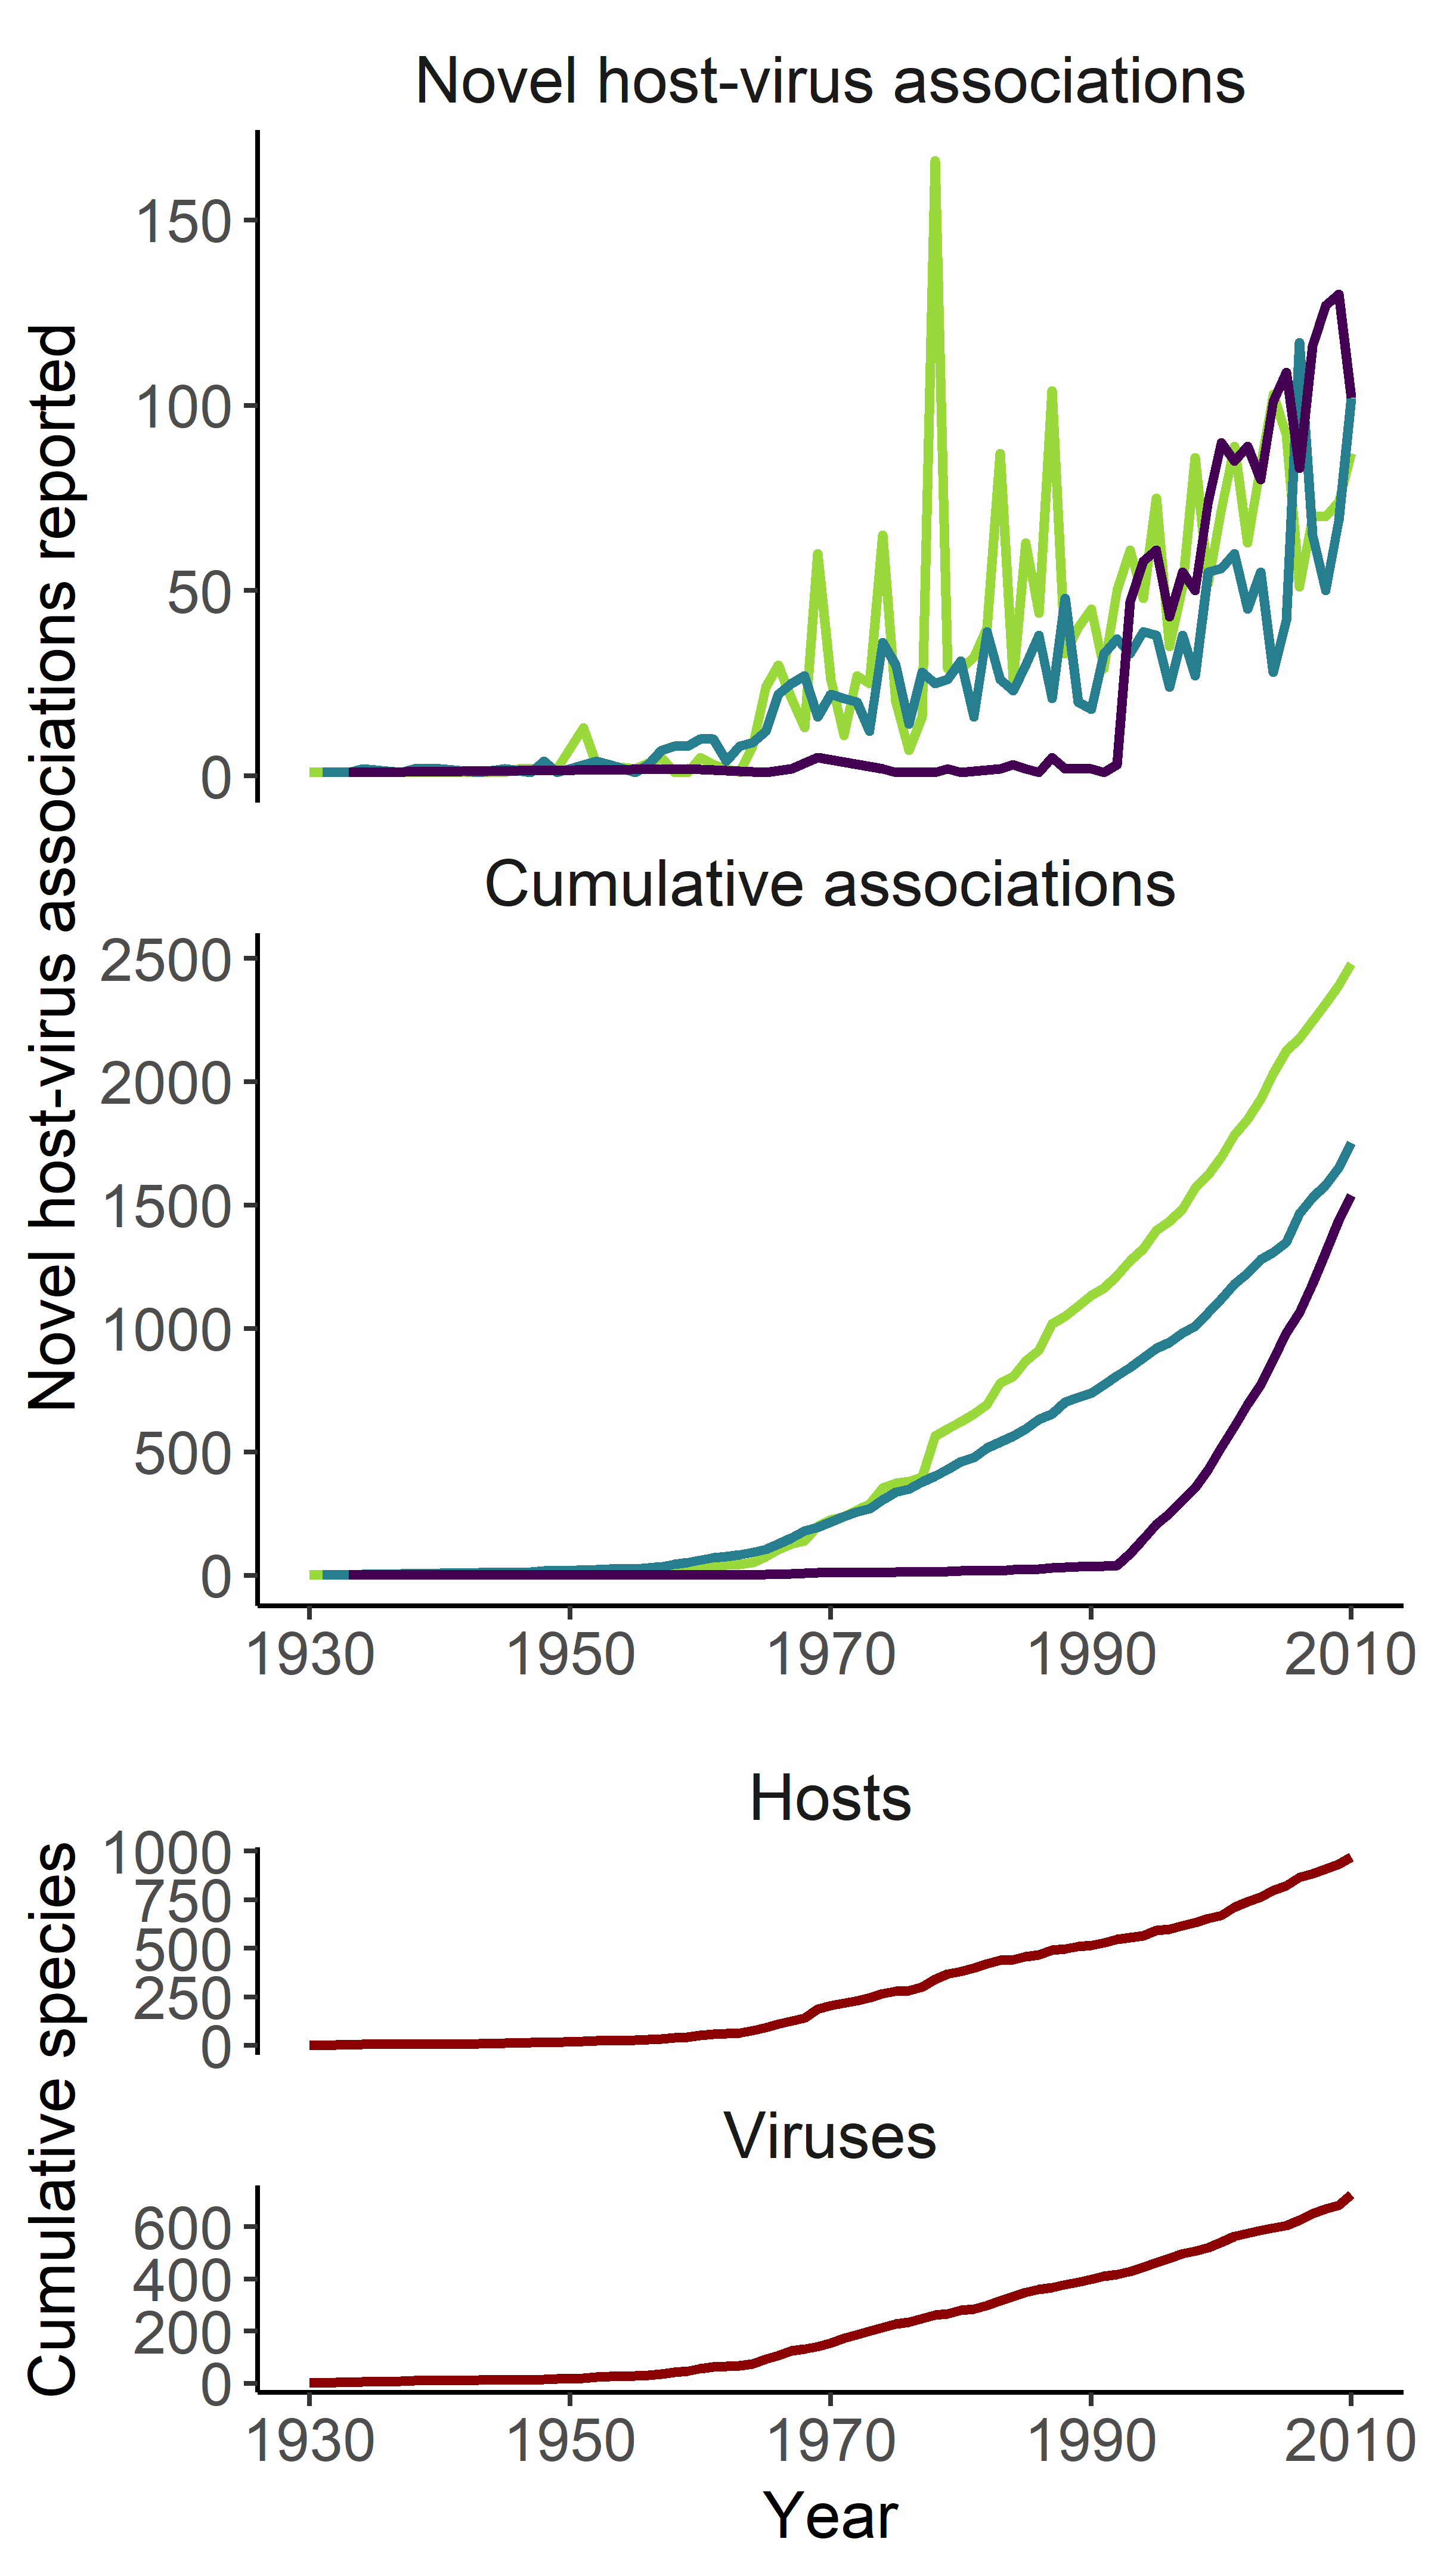 Novel host-virus associations
150
100
50
0
Novel host-virus associations reported
Cumulative associations
2500
2000
1500
1000
500
0
1930 1950 1970 1990 2010
Hosts
1000
750
500
250
0
Cumulative species
Viruses
600
400
200
0
1930 1950 1970 1990 2010
Year